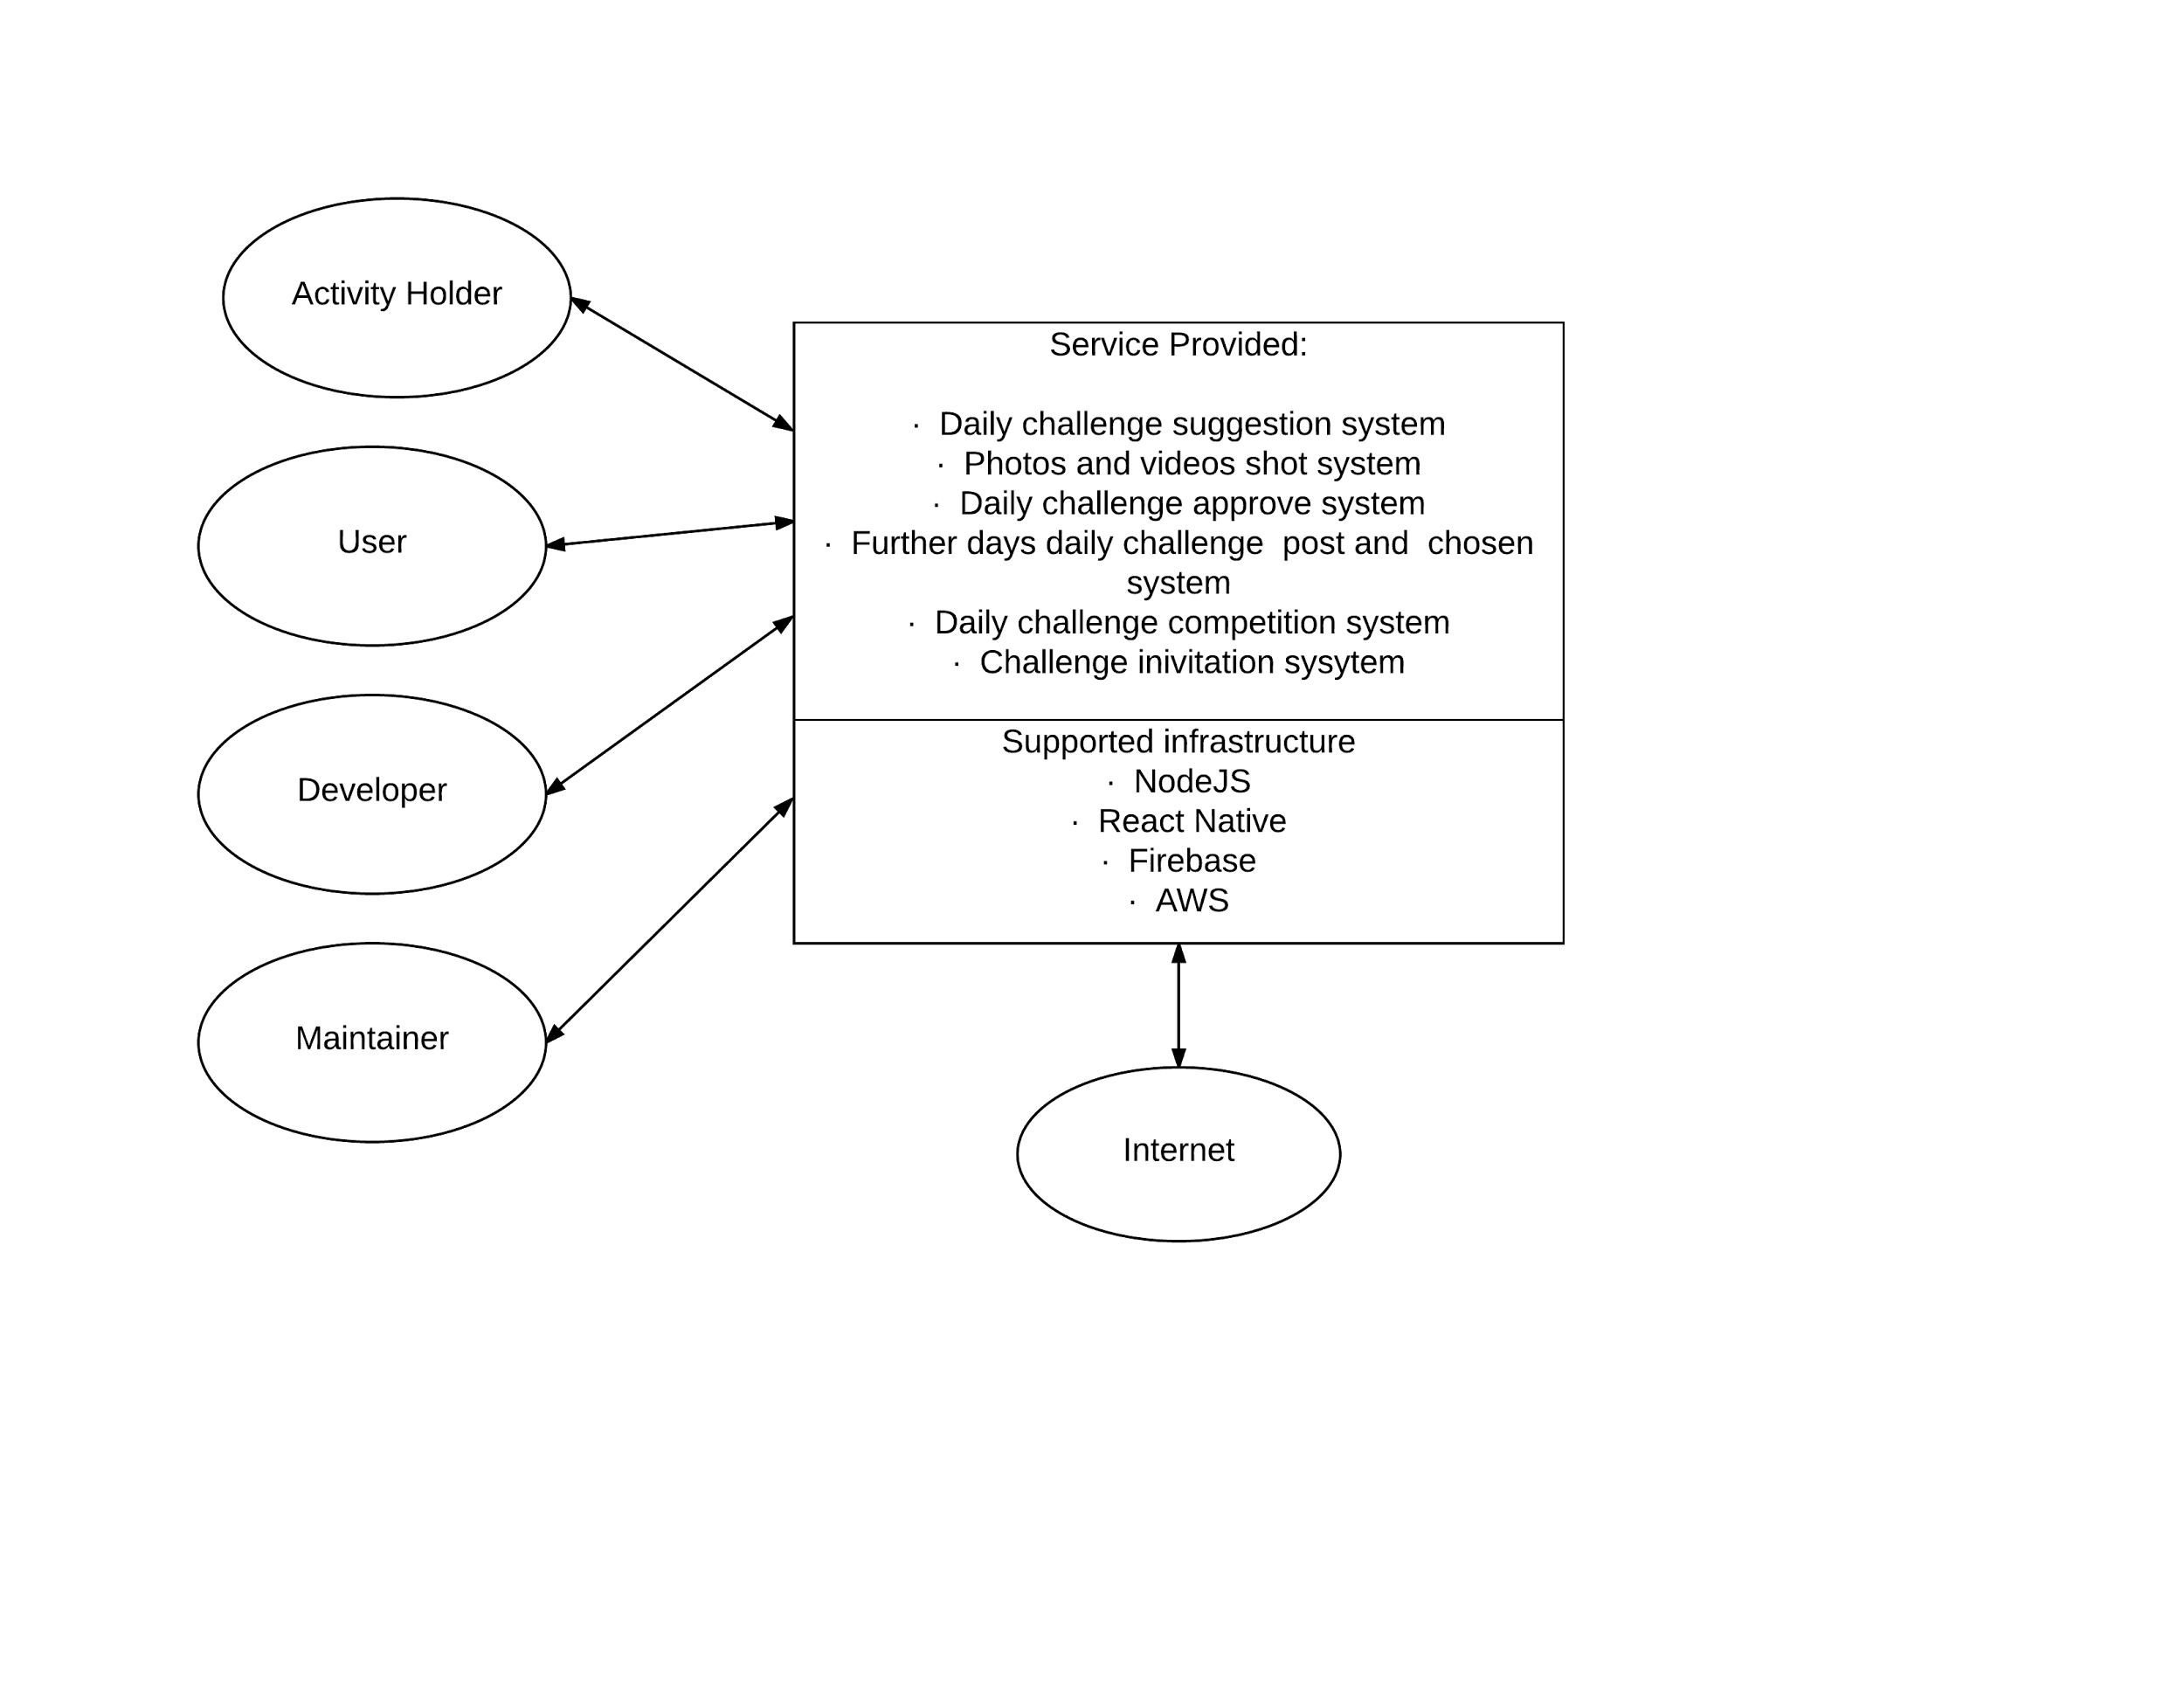 Activity Holder
User
Developer
Maintainer
Service Provided:
· Daily challenge suggestion system
· Photos and videos shot system
· Daily challenge approve system
· Further days daily challenge  post and  chosen
system
· Daily challenge competition system
· Challenge inivitation sysytem
Supported infrastructure
· NodeJS
· React Native
· Firebase
· AWS
Internet